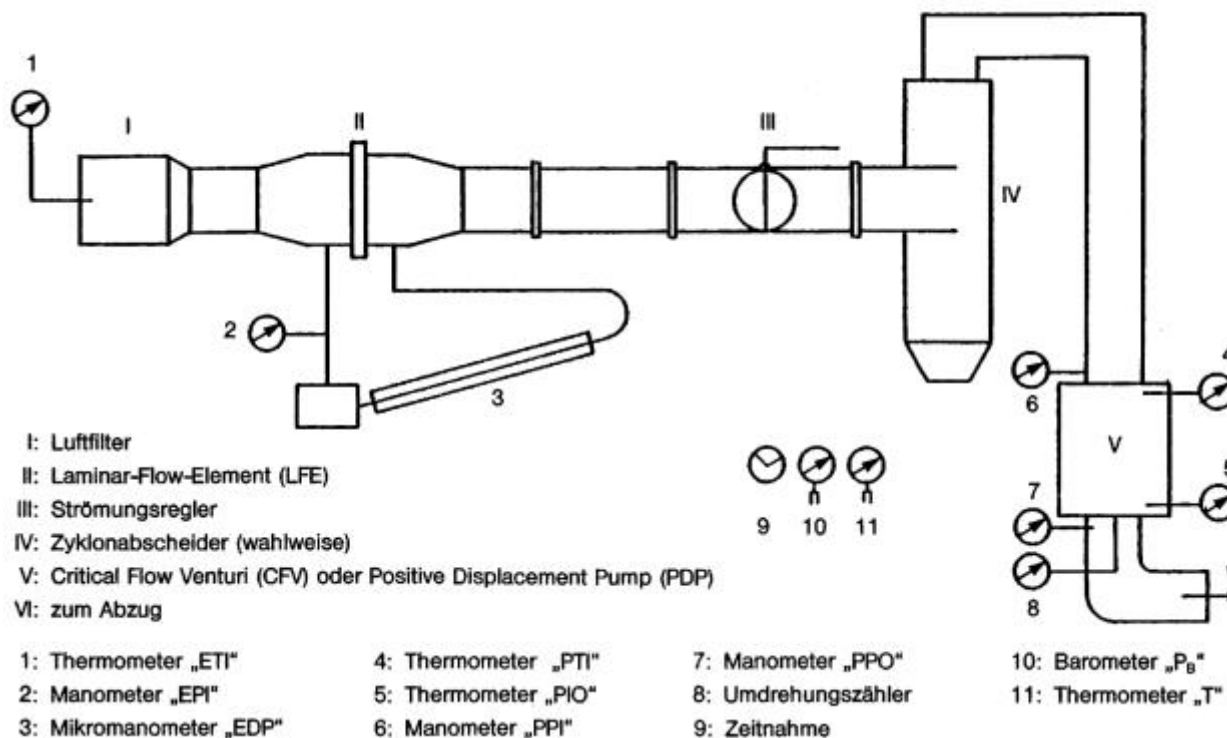 1
I
II
III
IV
2
3
6
4
V
5
7
8
9 10 11
I: Luftfilter
II: Laminar-Flow-Element (LFE)
III: Strömungsregler
IV: Zyklonabscheider (wahlweise)
V: Critical Flow Venturi (CFV) oder Positive Displacement Pump (PDP)
VI: zum Abzug
1: Thermometer „ETI“ 4: Thermometer „PTI“ 7: Manometer „PPO“ 10: Barometer „PB“
2: Manometer „EPI“ 5: Thermometer „PIO“ 8: Umdrehungszähler 11: Thermometer „T“
3: Mikromanometer „EDP“ 6: Manometer „PPI“ 9: Zeitnahme